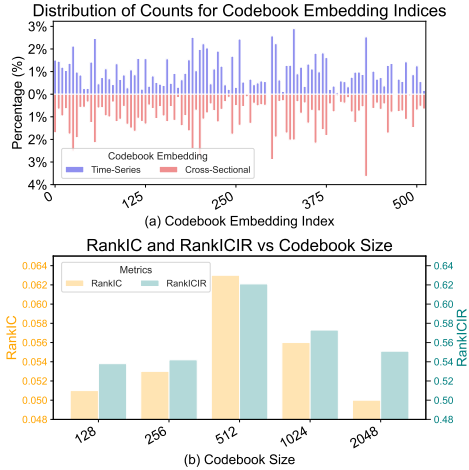 Distribution of Counts for Codebook Embedding Indices
3%
2%
1%
0%
1%
2%
3%
4%
Percentage (%)
Codebook Embedding
Time-Series Cross-Sectional
0 125 250 375 500
(a) Codebook Embedding Index
RankIC and RankICIR vs Codebook Size
Metrics
RankIC RankICIR
0.064 0.64
0.062 0.62
0.060 0.60
0.058 0.58
0.056 0.56
0.054 0.54
0.052 0.52
0.050 0.50
0.048 0.48
RankIC
RankICIR
128 256 512 1024 2048
(b) Codebook Size